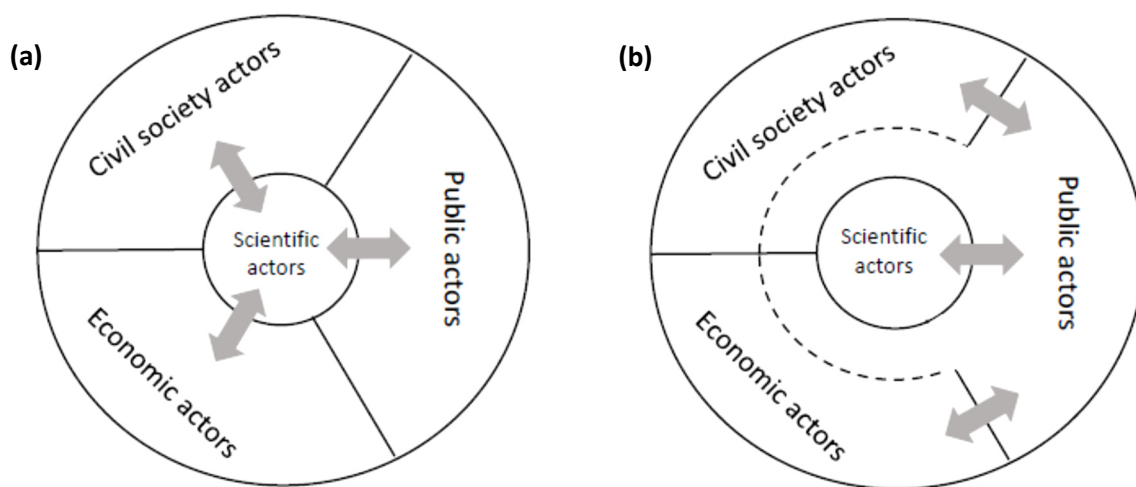 (a)
Civil society actors
Public actors
Scientific
actors
Economic actors
(b)
Civil society actors
Public actors
Scientific
actors
Economic actors